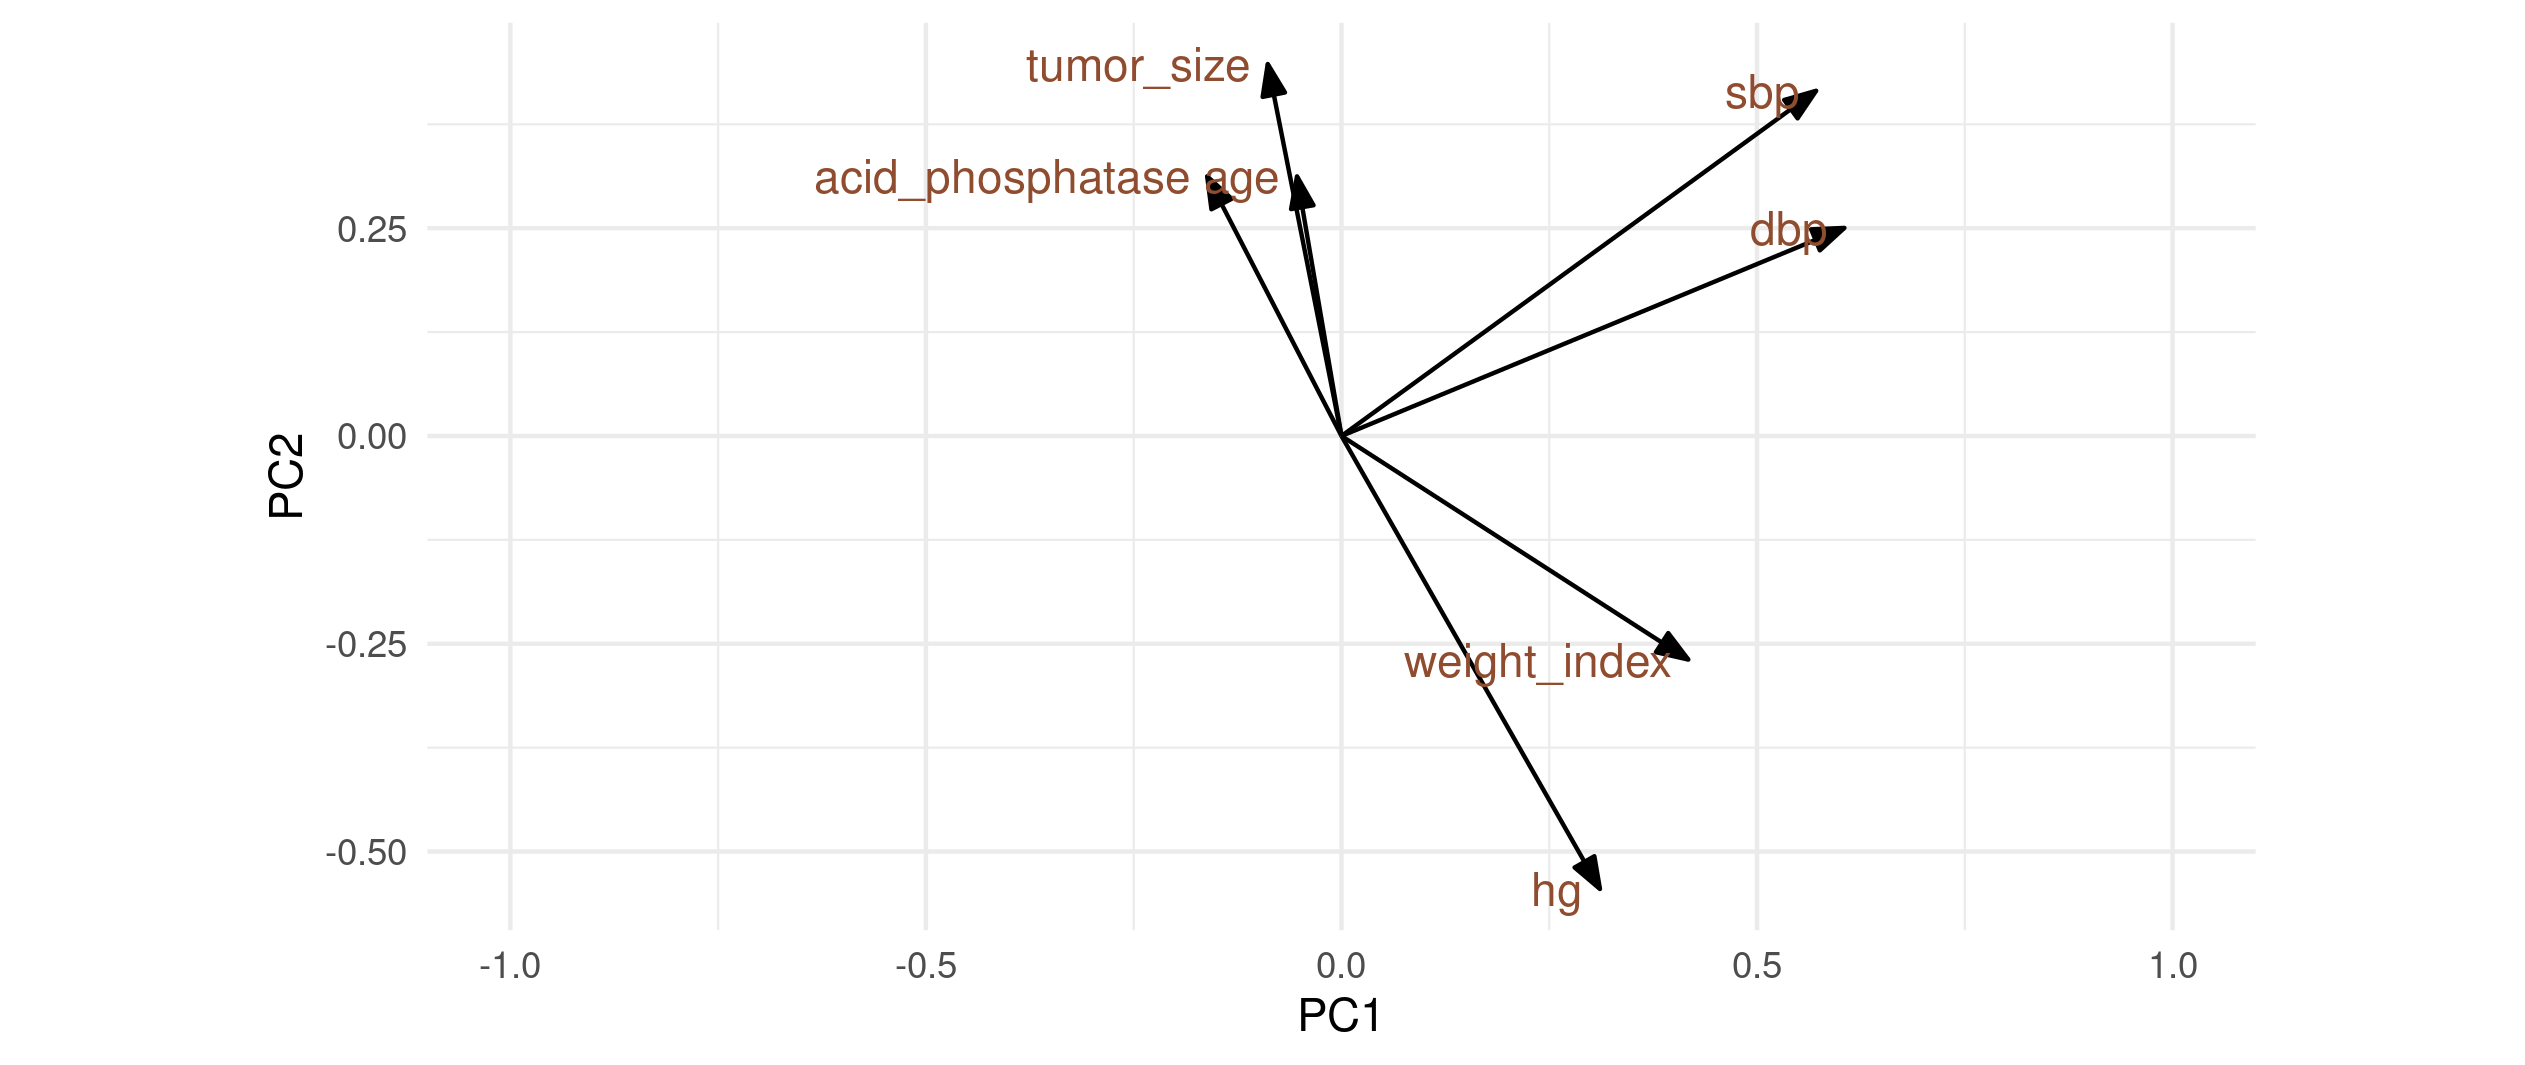 tumor_size
sbp
acid_phosphatase age
dbp
0.25
0.00
-0.25
-0.50
PC2
weight_index
hg
-1.0 -0.5 0.0 0.5 1.0
PC1